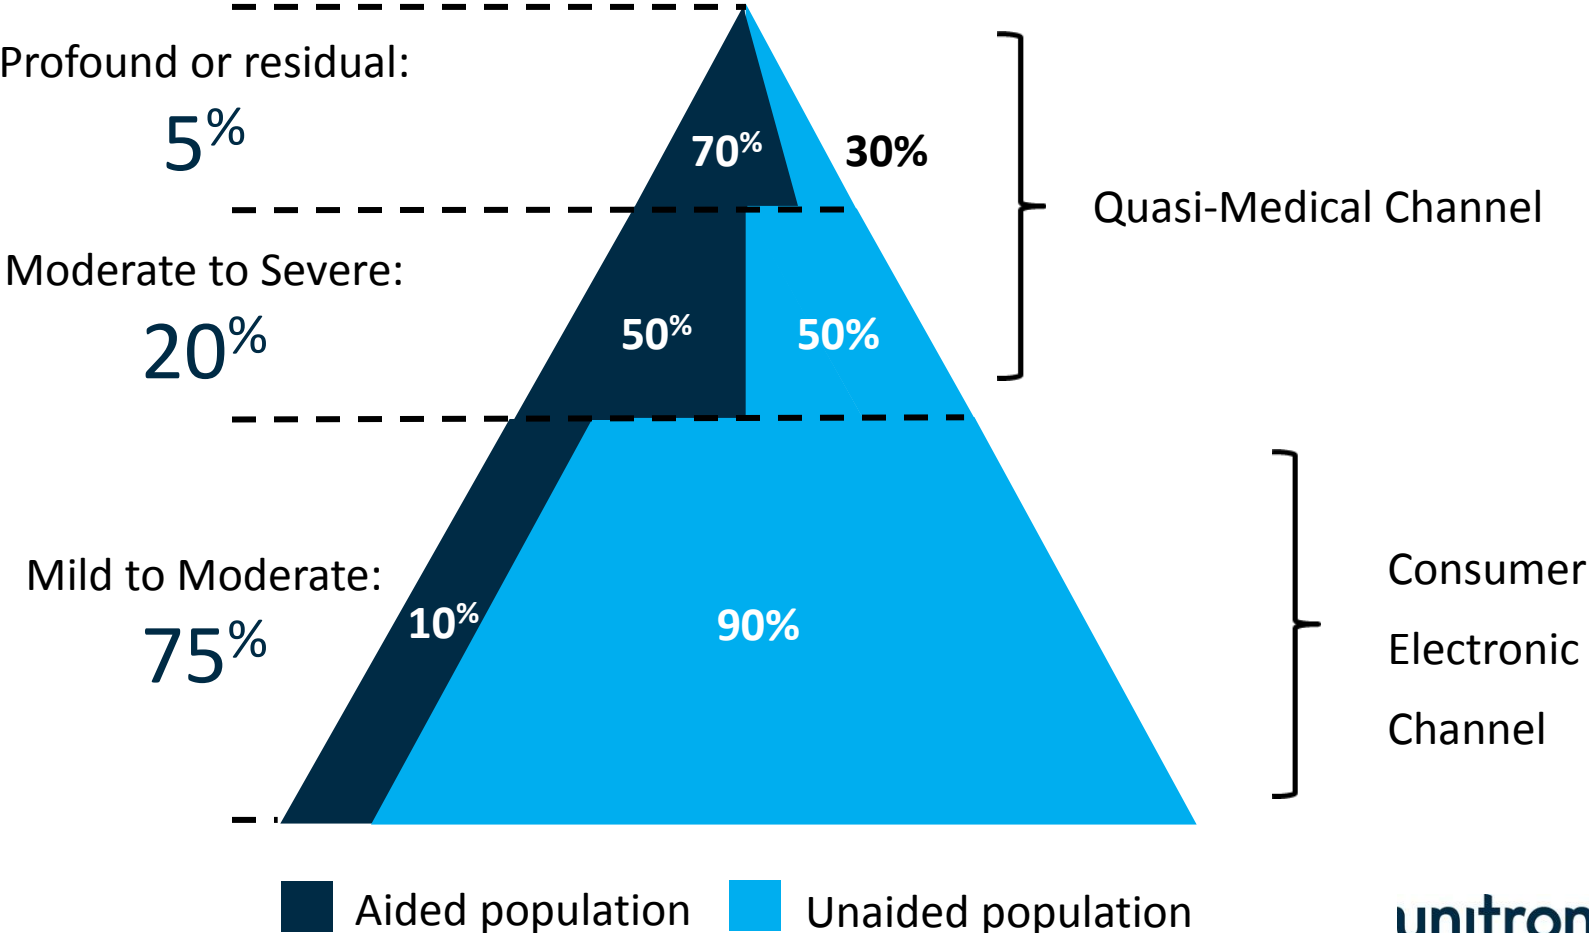 Profound or residual:
5%
70%
30%
Quasi-Medical Channel
Moderate to Severe:
20%
50%
50%
Mild to Moderate:
75%
10%
90%
Consumer
Electronic
Channel
Aided population
Unaided population
unitron